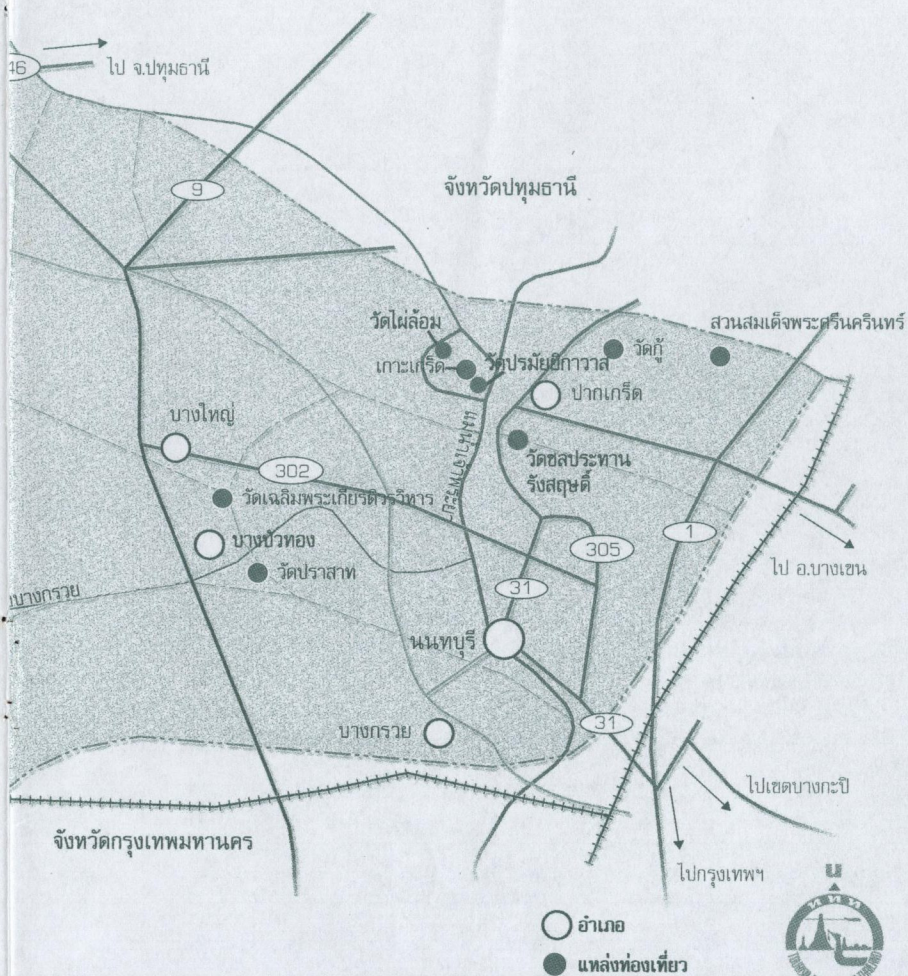 46
ไป จ.ปทุมธานี
9
จังหวัดปทุมธานี
สวนสมเด็จพระศรีนครินทร์
วัดไผ่ล้อม
วัดกู้
เกาะเกร็ด
วัดปรมัยยิกาวาส
ปากเกร็ด
บางใหญ่
แม่น้ำเจ้าพระยา
วัดชลประทาน
รังสฤษดิ์
302
วัดเฉลิมพระเกียรติวรวิหาร
305
1
บางบัวทอง
ไป อ.บางเขน
วัดปราสาท
31
บางกรวย
นนทบุรี
31
บางกรวย
ไปเขตบางกะปิ
จังหวัดกรุงเทพมหานคร
ไปกรุงเทพฯ
น
ททท
อำเภอ
แหล่งท่องเที่ยว